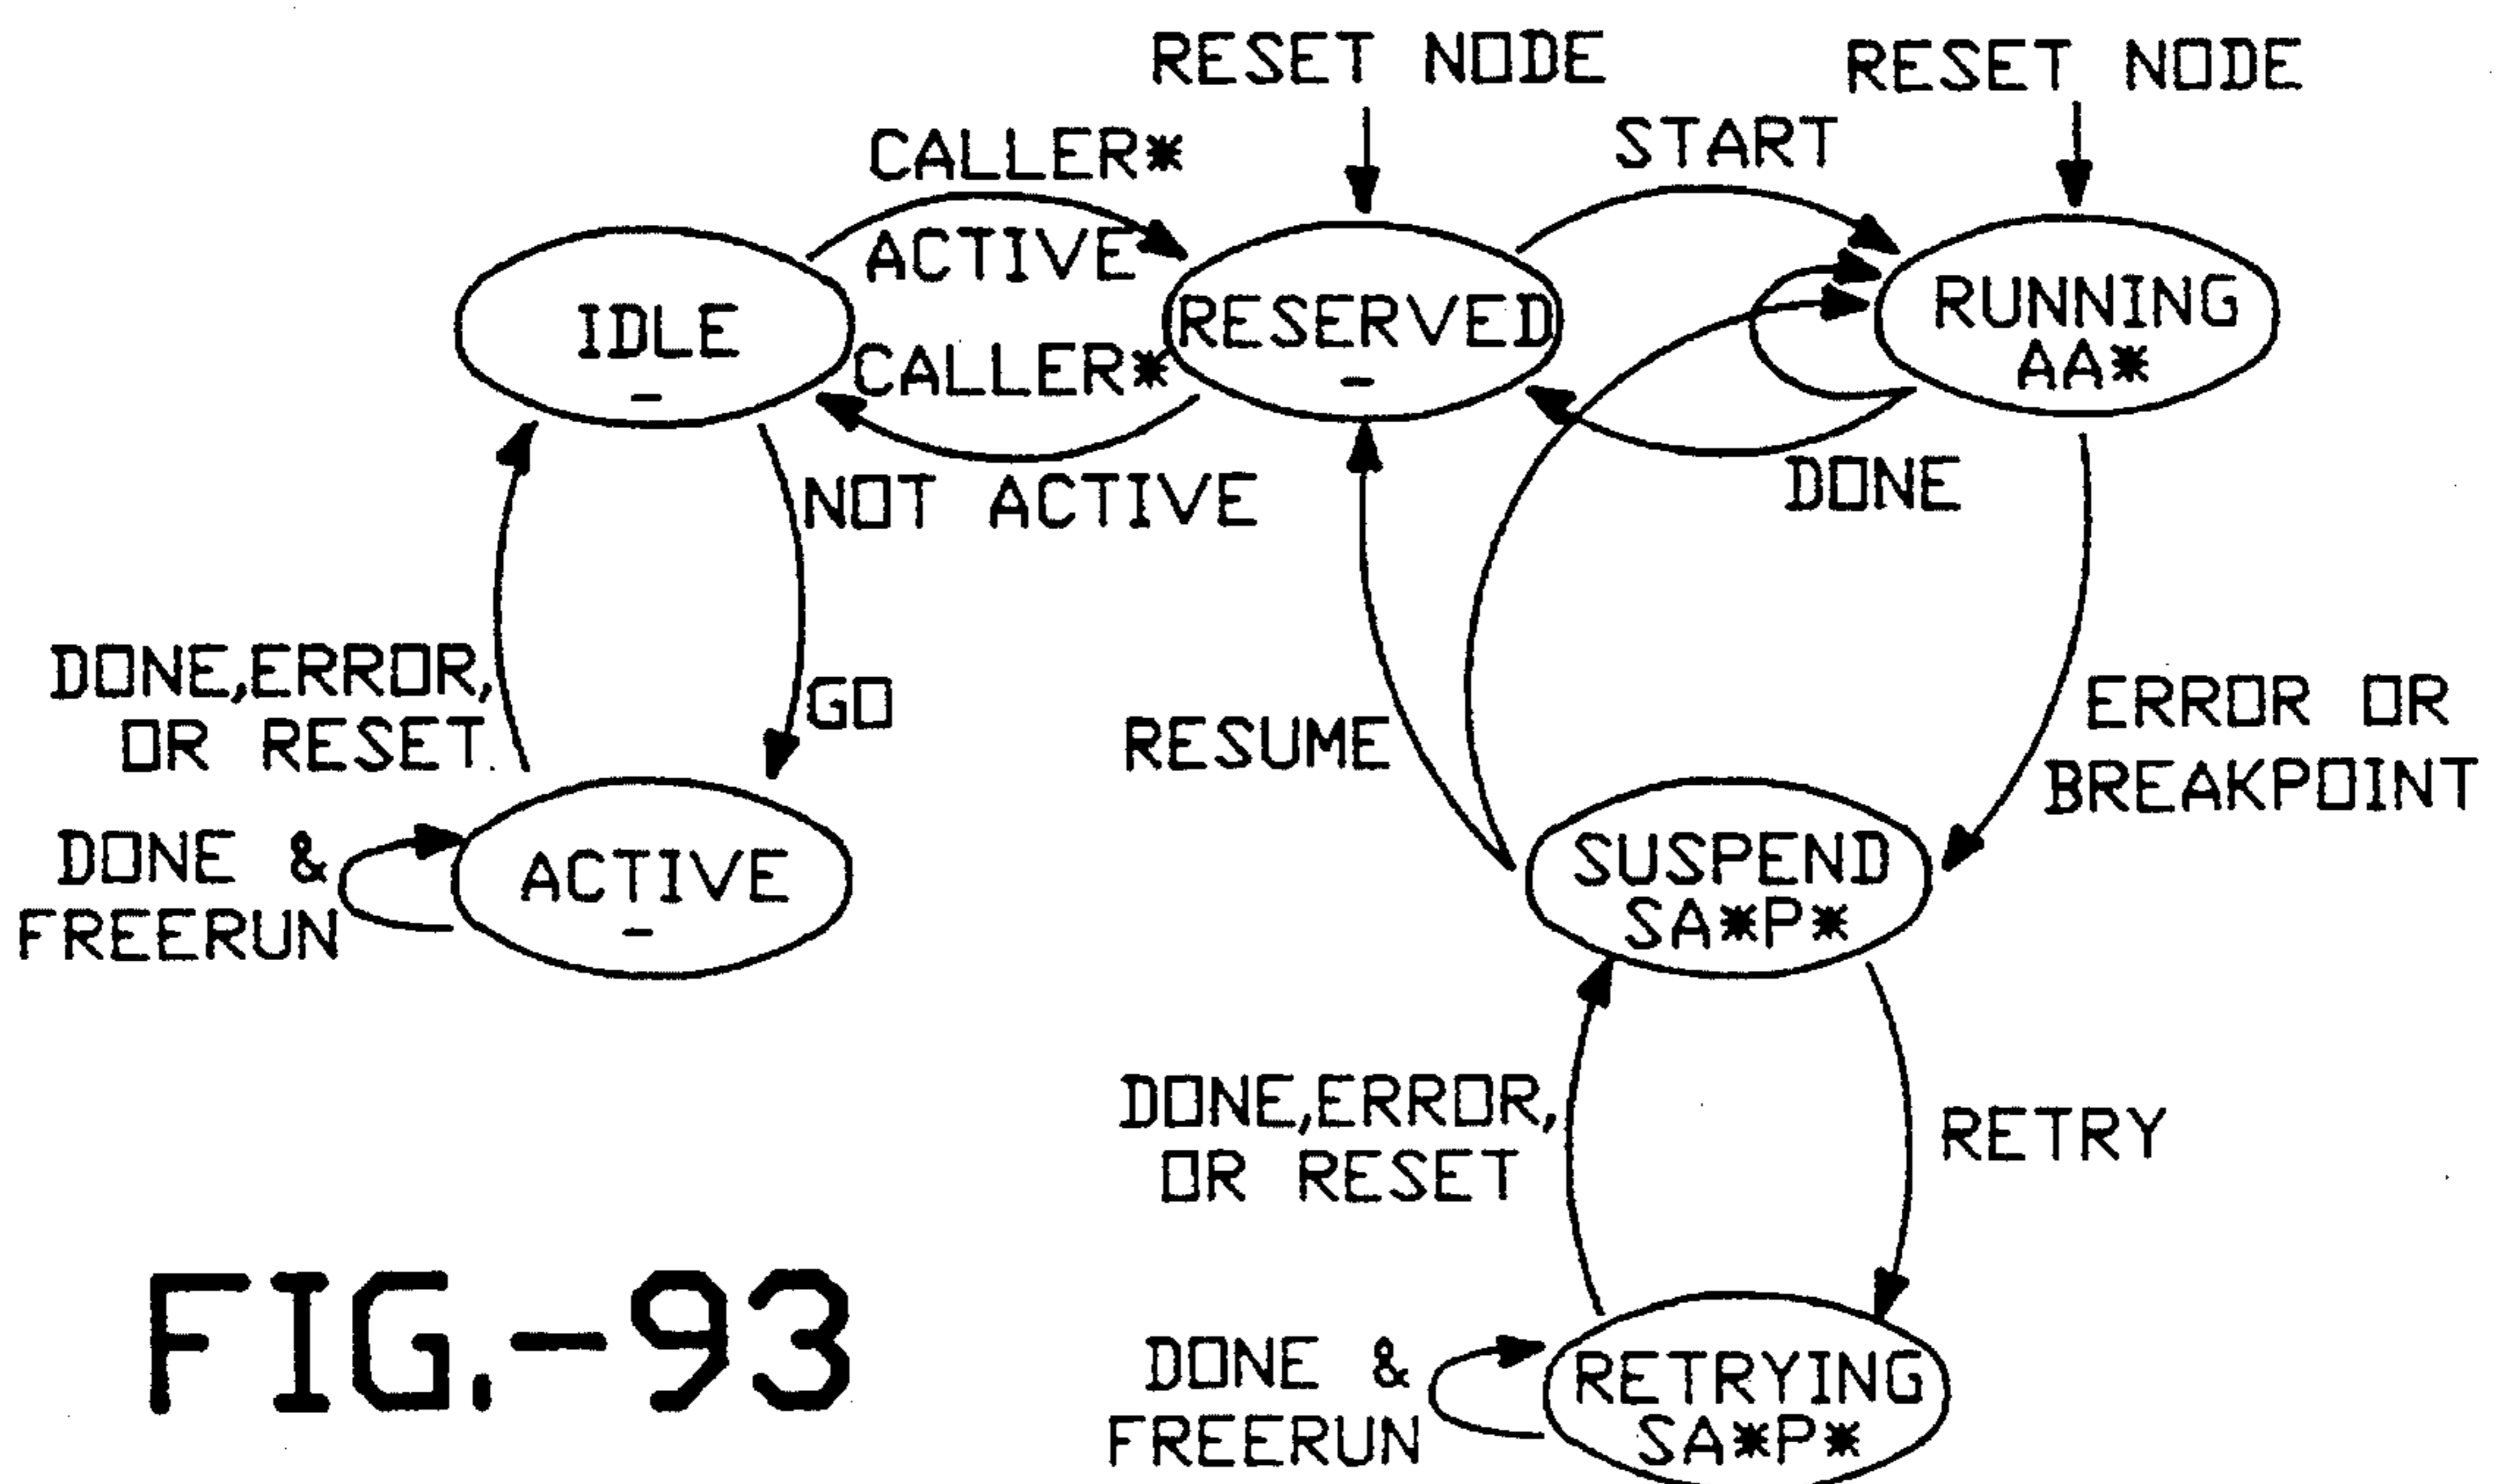 RESET NODE
RESET NODE
CALLER*
START
ACTIVE
IDLE
-
RESERVED
-
RUNNING
AA*
CALLER*
NOT ACTIVE
DONE
DONE,ERROR,
OR RESET
GO
RESUME
ERROR OR
BREAKPOINT
DONE &
FREERUN
ACTIVE
-
SUSPEND
SA*P*
DONE,ERROR,
OR RESET
RETRY
DONE &
FREERUN
RETRYING
SA*P*
FIG.-93